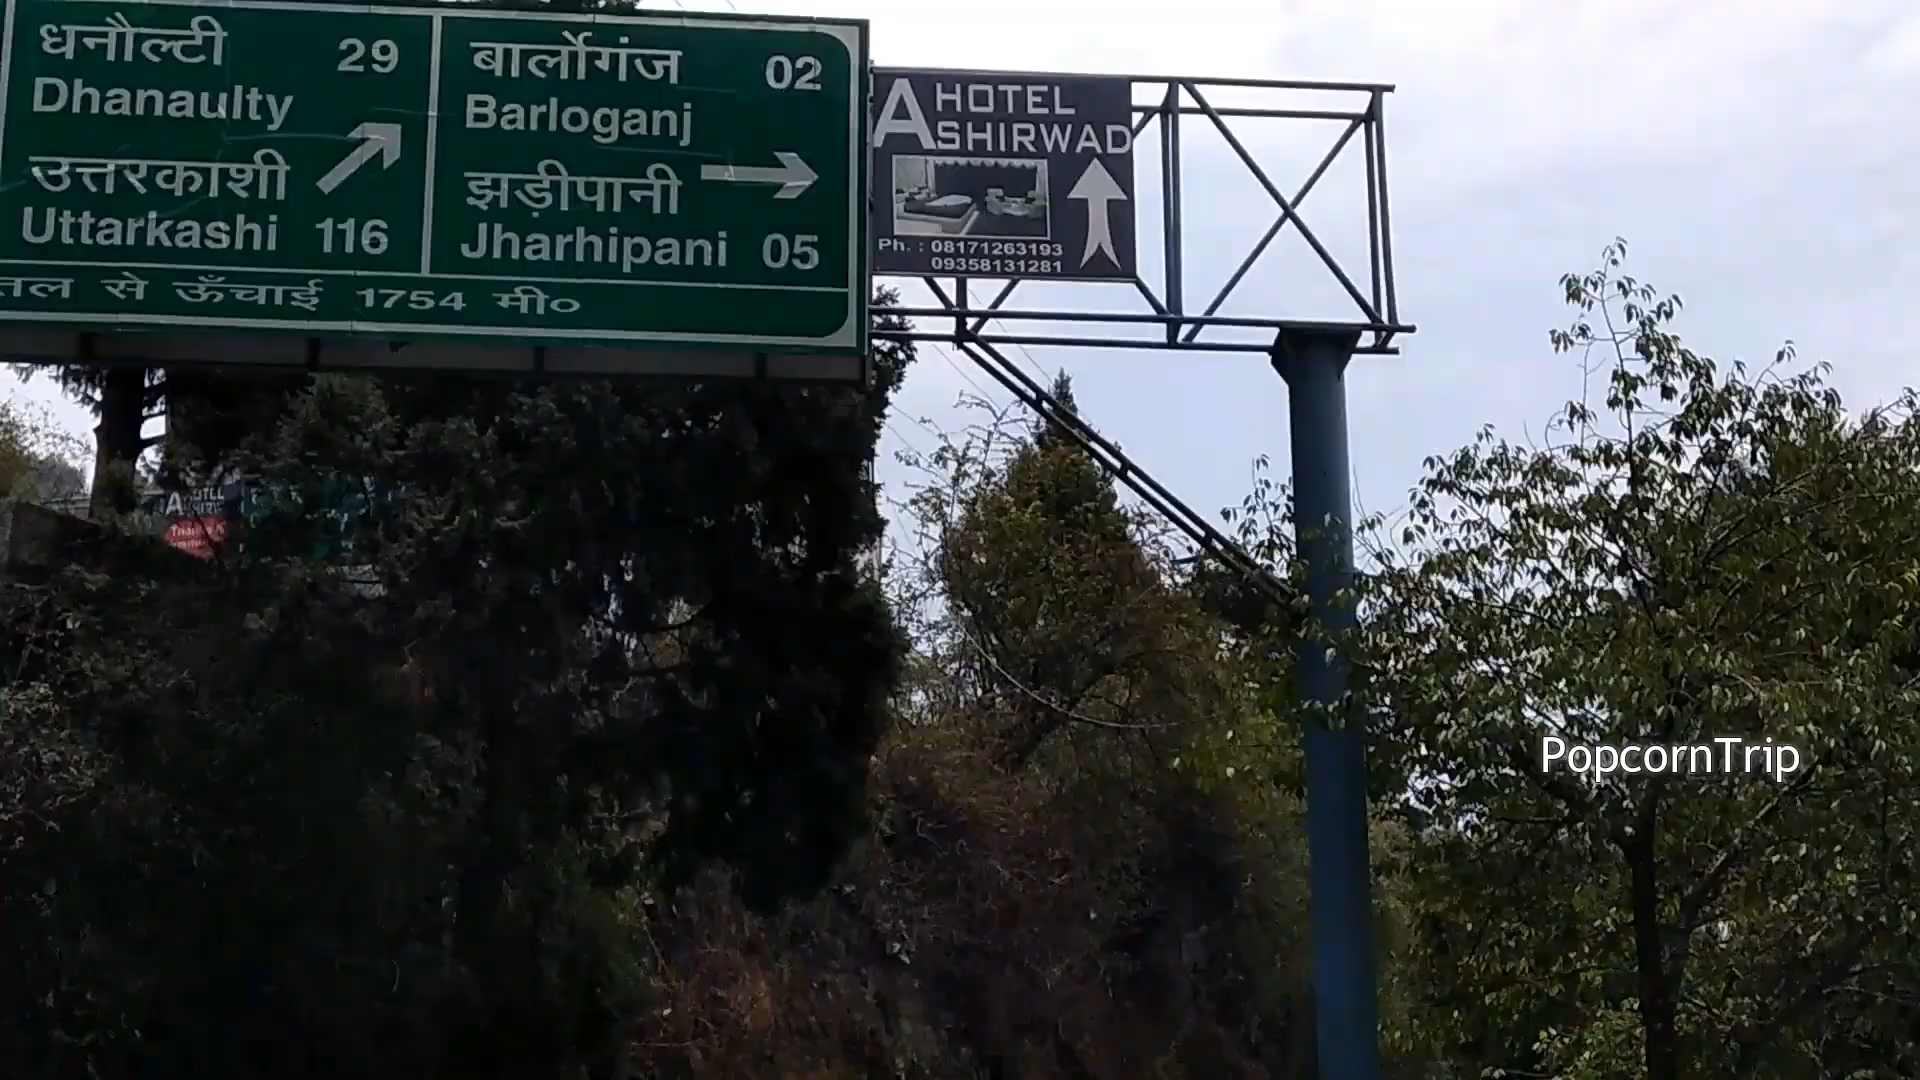 धनौल्टी 29
Dhanaulty
उत्तरकाशी
Uttarkashi 116
बार्लोगंज 02
Barloganj
झड़ीपानी
Jharhipani 05
से ऊँचाई 1754 मी०
HOTEL
ASHIRWAD
Ph. : 08171263193
09358131281
A HOTEL
PopcornTrip